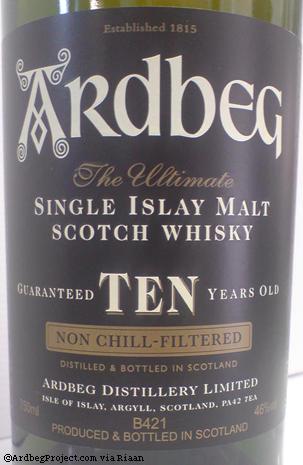 Established 1815
ARDBEG
The Ultimate
SINGLE ISLAY MALT
SCOTCH WHISKY
GUARANTEED TEN YEARS OLD
NON CHILL-FILTERED
DISTILLED & BOTTLED IN SCOTLAND
ARDBEG DISTILLERY LIMITED
ISLE OF ISLAY, ARGYLL, SCOTLAND, PA42 7EA
750ml B421 46%
PRODUCED & BOTTLED IN SCOTLAND
©ArdbegProject.com via Riaan